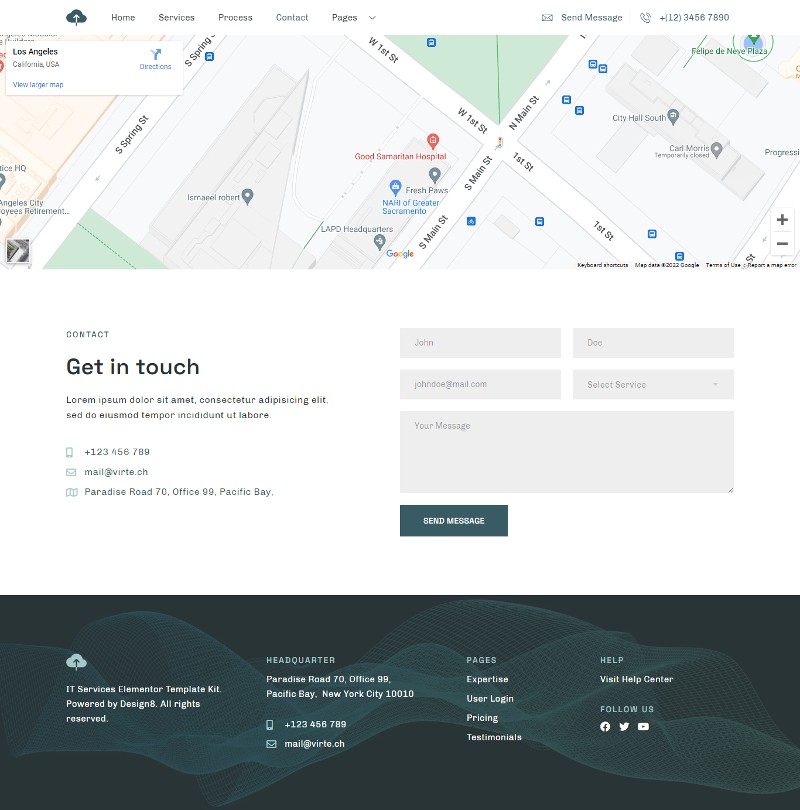 Home Services Process Contact Pages
Send Message +(12) 3456 7890
Los Angeles
California, USA
Directions
View larger map
S Spring St
S Spring St
W 1st St
W 1st St
N Main St
S Main St
S Main St
1st St
1st St
Felipe de Neve Plaza
City Hall South
Carl Morris
Temporarily closed
Good Samaritan Hospital
Fresh Paws
NARI of Greater
Sacramento
Ismaeel robert
LAPD Headquarters
tice HQ
Angeles City
oyees Retirement...
Progressi
Google
Keyboard shortcuts Map data ©2022 Google Terms of Use Report a map error
CONTACT
Get in touch
Lorem ipsum dolor sit amet, consectetur adipisicing elit,
sed do eiusmod tempor incididunt ut labore.
+123 456 789
mail@virte.ch
Paradise Road 70, Office 99, Pacific Bay,
John
Doe
johndoe@mail.com
Select Service
Your Message
SEND MESSAGE
IT Services Elementor Template Kit.
Powered by Design8. All rights
reserved.
HEADQUARTER
Paradise Road 70, Office 99,
Pacific Bay, New York City 10010
+123 456 789
mail@virte.ch
PAGES
Expertise
User Login
Pricing
Testimonials
HELP
Visit Help Center
FOLLOW US